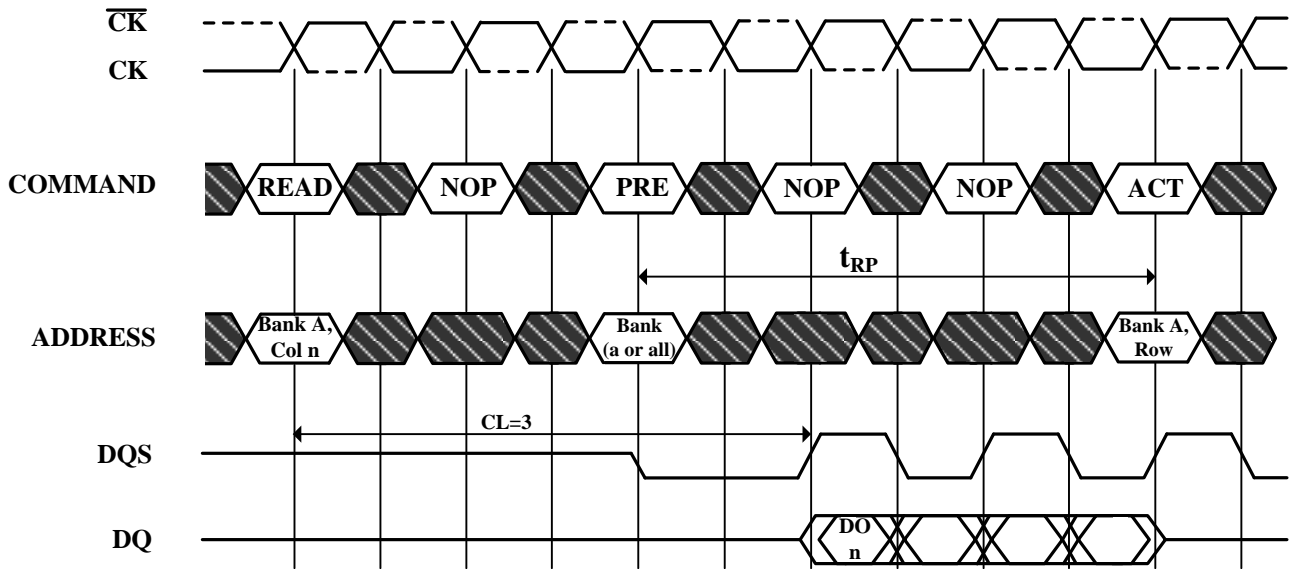 C̅K̅
CK
COMMAND READ NOP PRE NOP NOP ACT
tRP
ADDRESS Bank A, Col n Bank (a or all) Bank A, Row
CL=3
DQS
DQ DO n